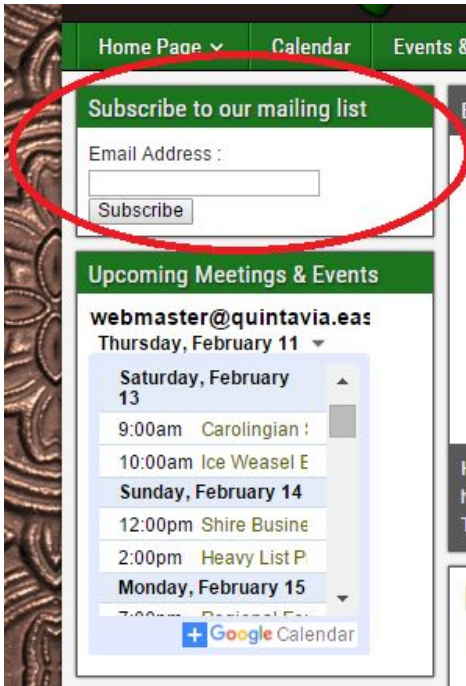 Home Page Calendar Events &
Subscribe to our mailing list
Email Address :
Subscribe
Upcoming Meetings & Events
webmaster@quintavia.eas
Thursday, February 11
Saturday, February
13
9:00am Carolingian
10:00am Ice Weasel E
Sunday, February 14
12:00pm Shire Busine
2:00pm Heavy List P
Monday, February 15
Google Calendar